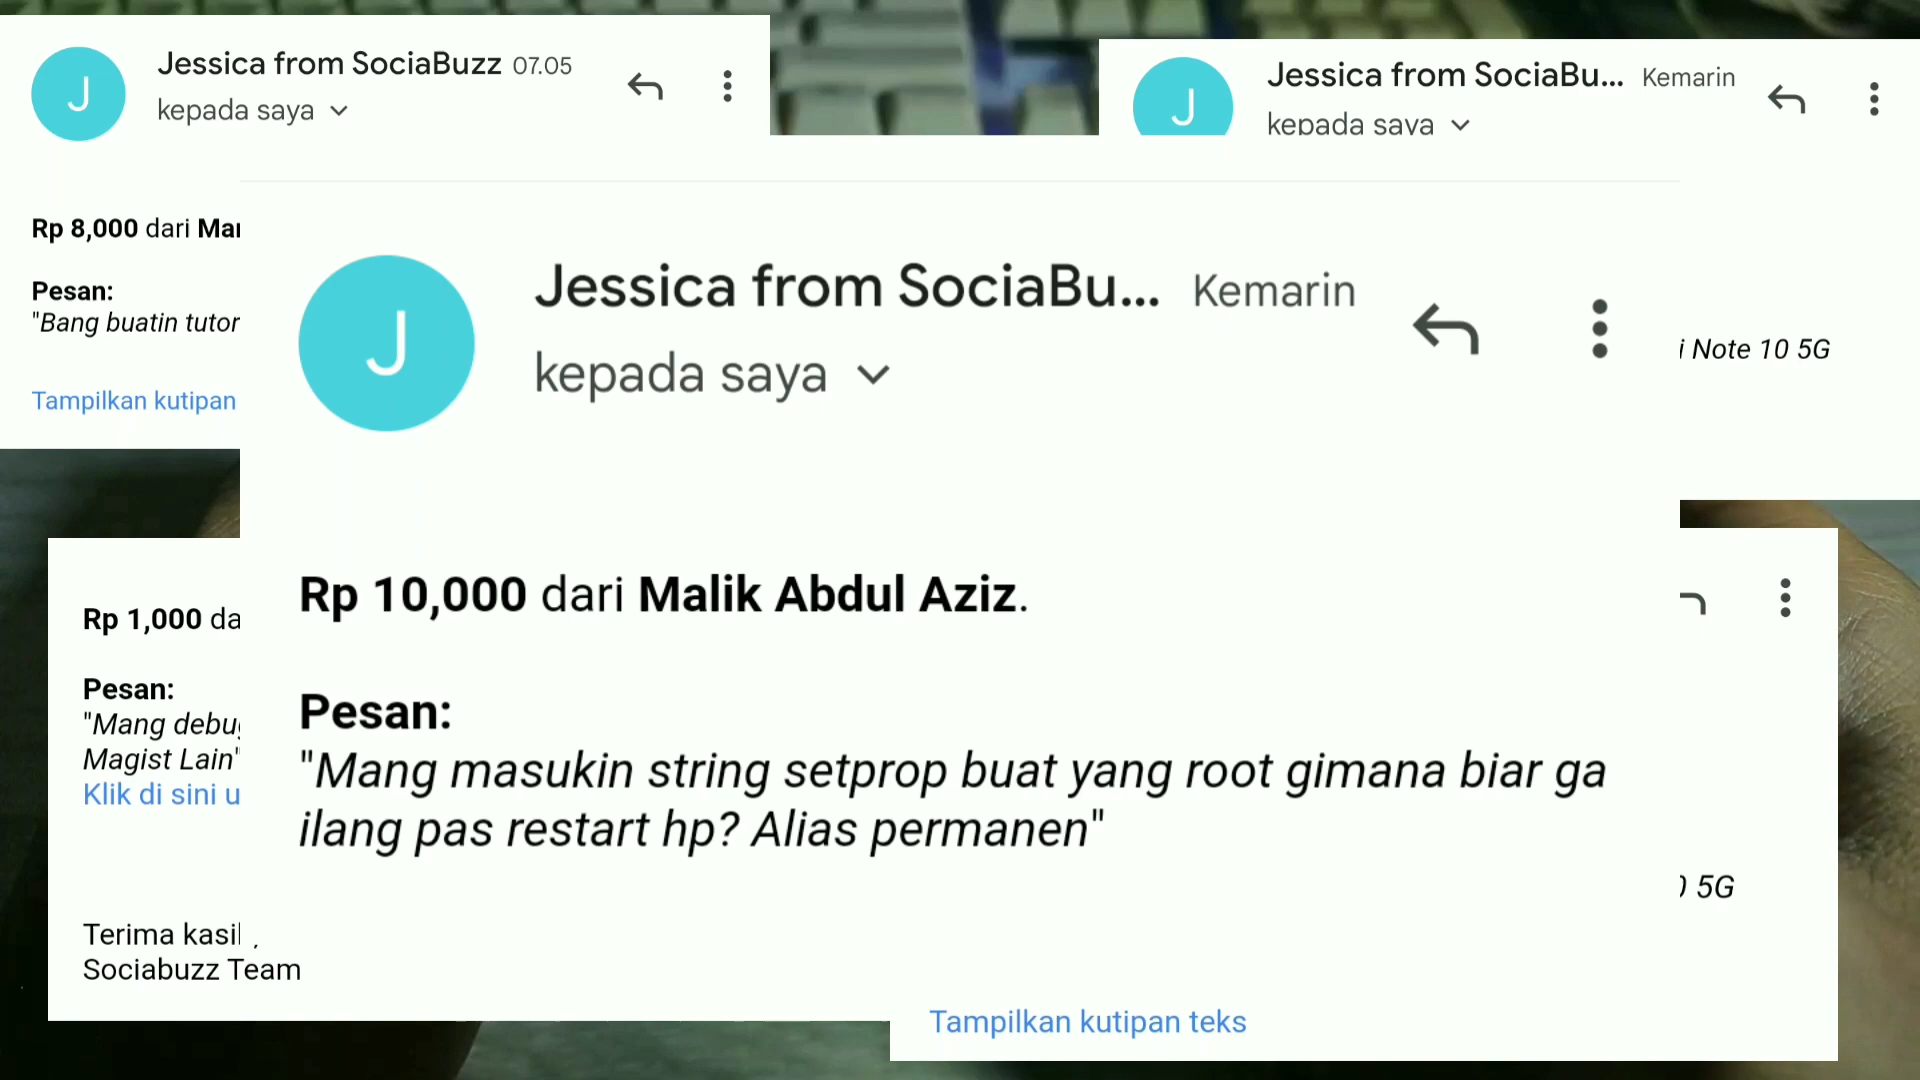 Jessica from SociaBuzz 07.05
kepada saya
J
Rp 8,000 dari
Pesan:
"Bang buatin
Tampilkan kutipan
Jessica from SociaBu... Kemarin
kepada saya
J
Note 10 5G
Jessica from SociaBu... Kemarin
kepada saya
J
Rp 10,000 dari Malik Abdul Aziz.
Pesan:
"Mang masukin string setprop buat yang root gimana biar ga
ilang pas restart hp? Alias permanen"
Rp 1,000
Pesan:
"Mang
Magist Lain"
Klik di sini
Terima
Sociabuzz Team
5G
Tampilkan kutipan teks